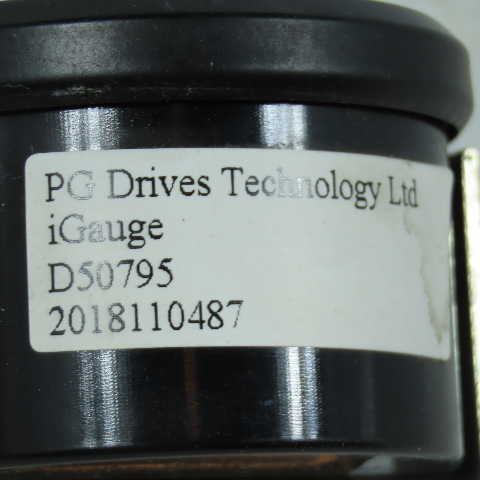 PG Drives Technology Ltd
iGauge
D50795
2018110487